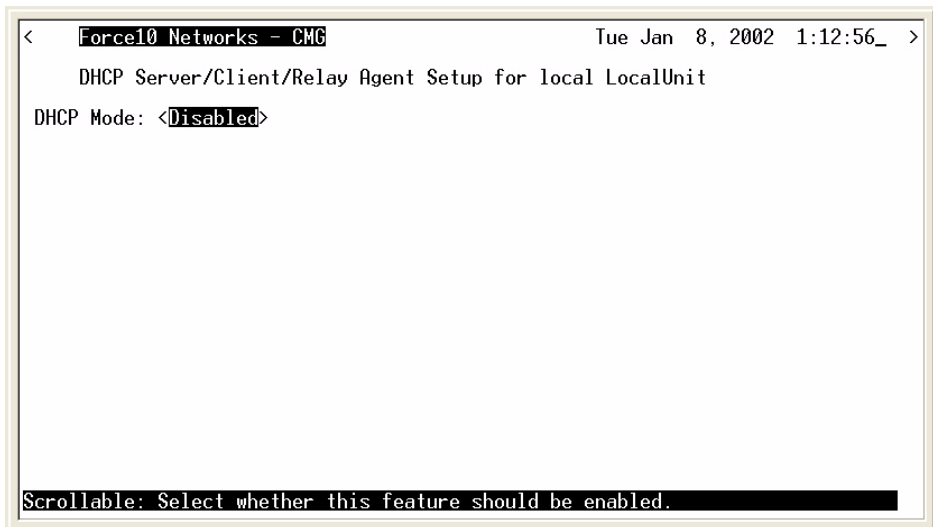 < Force10 Networks - CMG Tue Jan 8, 2002 1:12:56_ >
DHCP Server/Client/Relay Agent Setup for local LocalUnit
DHCP Mode: <Disabled>
Scrollable: Select whether this feature should be enabled.